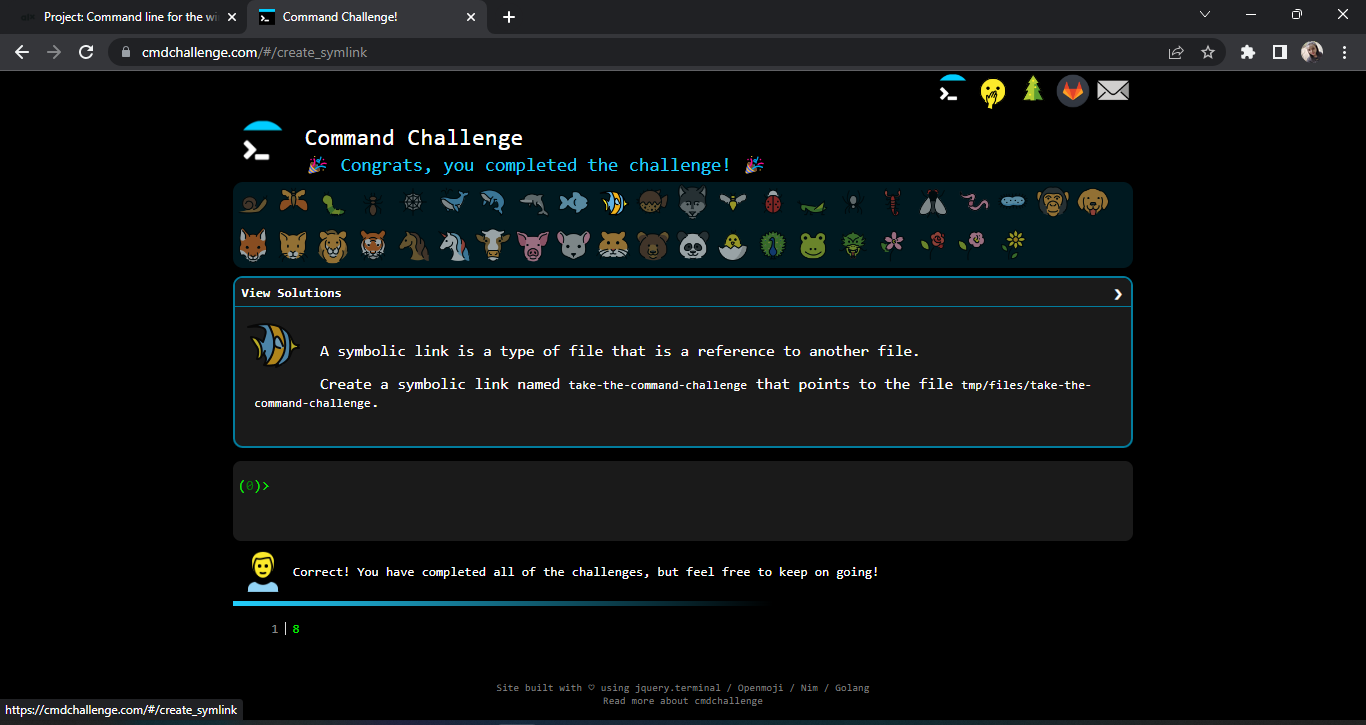 Project: Command line for the wi
Command Challenge!
cmdchallenge.com/#/create_symlink
Command Challenge
🎉 Congrats, you completed the challenge! 🎉
View Solutions ❯
A symbolic link is a type of file that is a reference to another file.
Create a symbolic link named take-the-command-challenge that points to the file tmp/files/take-the-
command-challenge.
(0)>
Correct! You have completed all of the challenges, but feel free to keep on going!
1| 8
Site built with ♡ using jquery.terminal / Openmoji / Nim / Golang
Read more about cmdchallenge
https://cmdchallenge.com/#/create_symlink